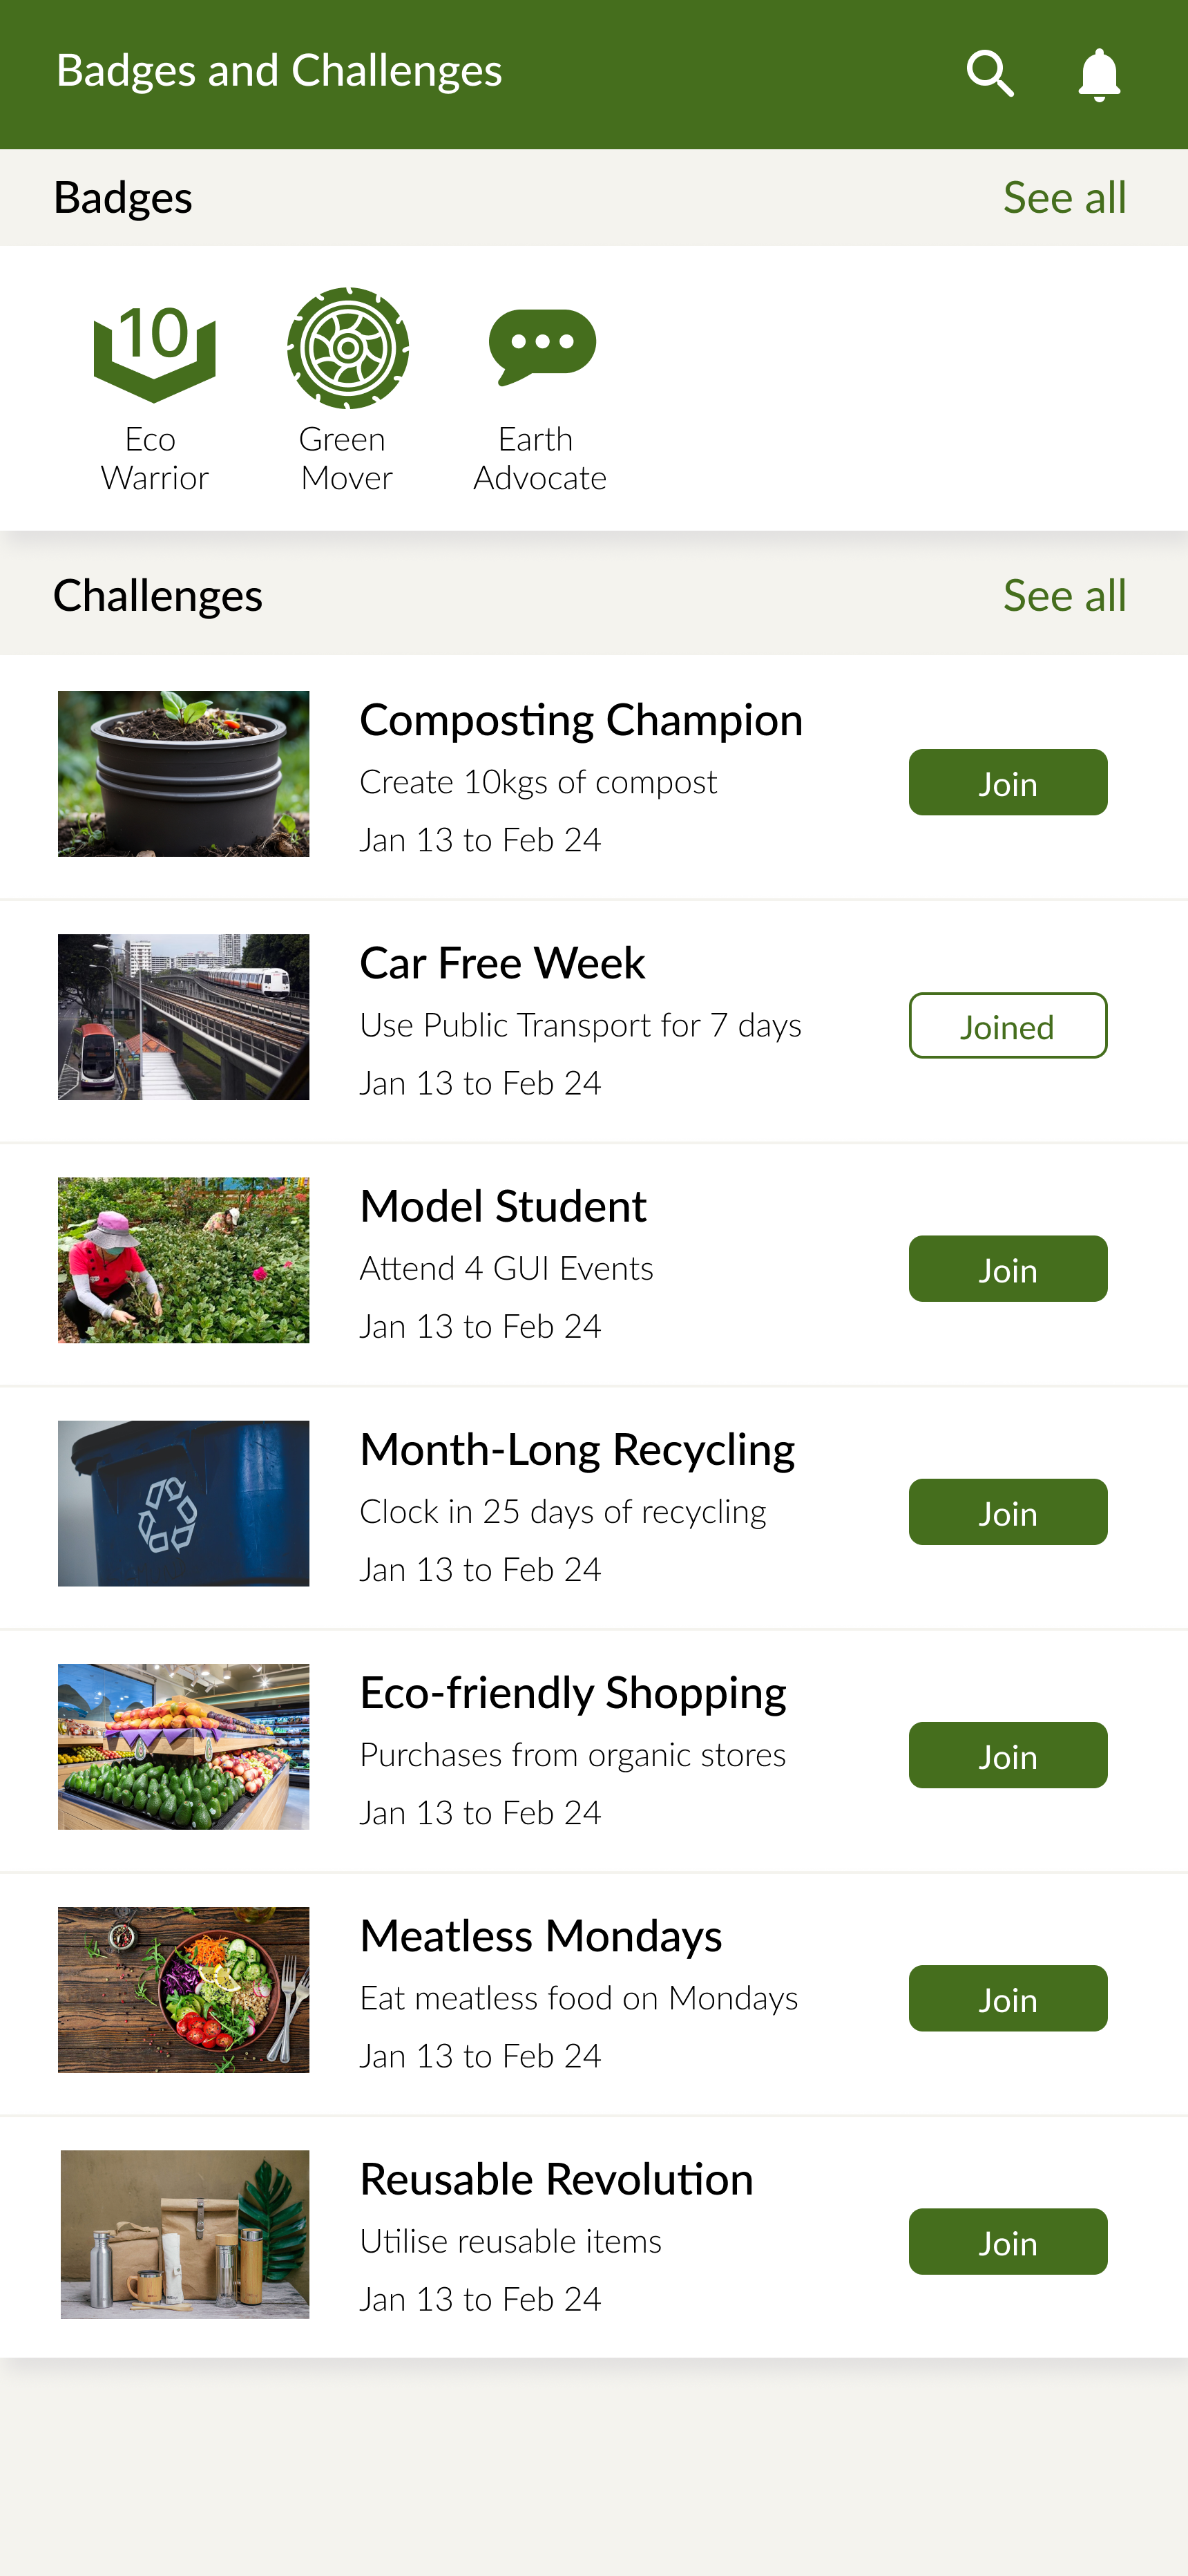 Badges and Challenges
Badges
See all
10
Eco
Warrior
Green
Mover
Earth
Advocate
Challenges
See all
Composting Champion
Create 10kgs of compost
Jan 13 to Feb 24
Join
Car Free Week
Use Public Transport for 7 days
Jan 13 to Feb 24
Joined
Model Student
Attend 4 GUI Events
Jan 13 to Feb 24
Join
Month-Long Recycling
Clock in 25 days of recycling
Jan 13 to Feb 24
Join
Eco-friendly Shopping
Purchases from organic stores
Jan 13 to Feb 24
Join
Meatless Mondays
Eat meatless food on Mondays
Jan 13 to Feb 24
Join
Reusable Revolution
Utilise reusable items
Jan 13 to Feb 24
Join